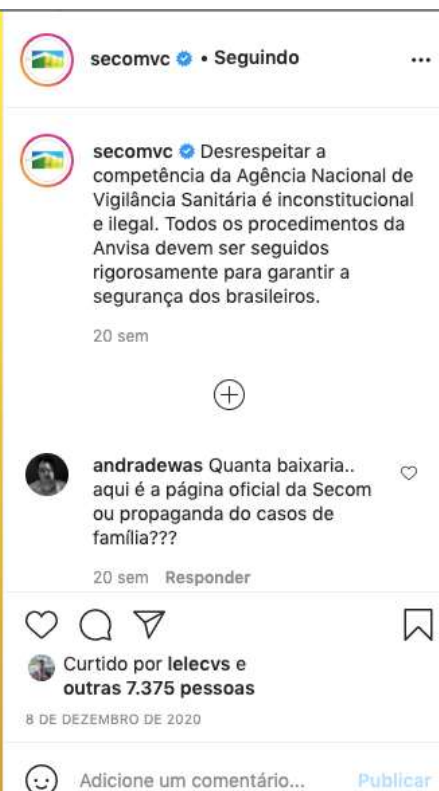 secomvc • Seguindo
secomvc Desrespeitar a
competência da Agência Nacional de
Vigilância Sanitária é inconstitucional
e ilegal. Todos os procedimentos da
Anvisa devem ser seguidos
rigorosamente para garantir a
segurança dos brasileiros.
20 sem
andradewas Quanta baixaria..
aqui é a página oficial da Secom
ou propaganda do casos de
família???
20 sem Responder
Curtido por lelecvs e
outras 7.375 pessoas
8 DE DEZEMBRO DE 2020
Adicione um comentário... Publicar